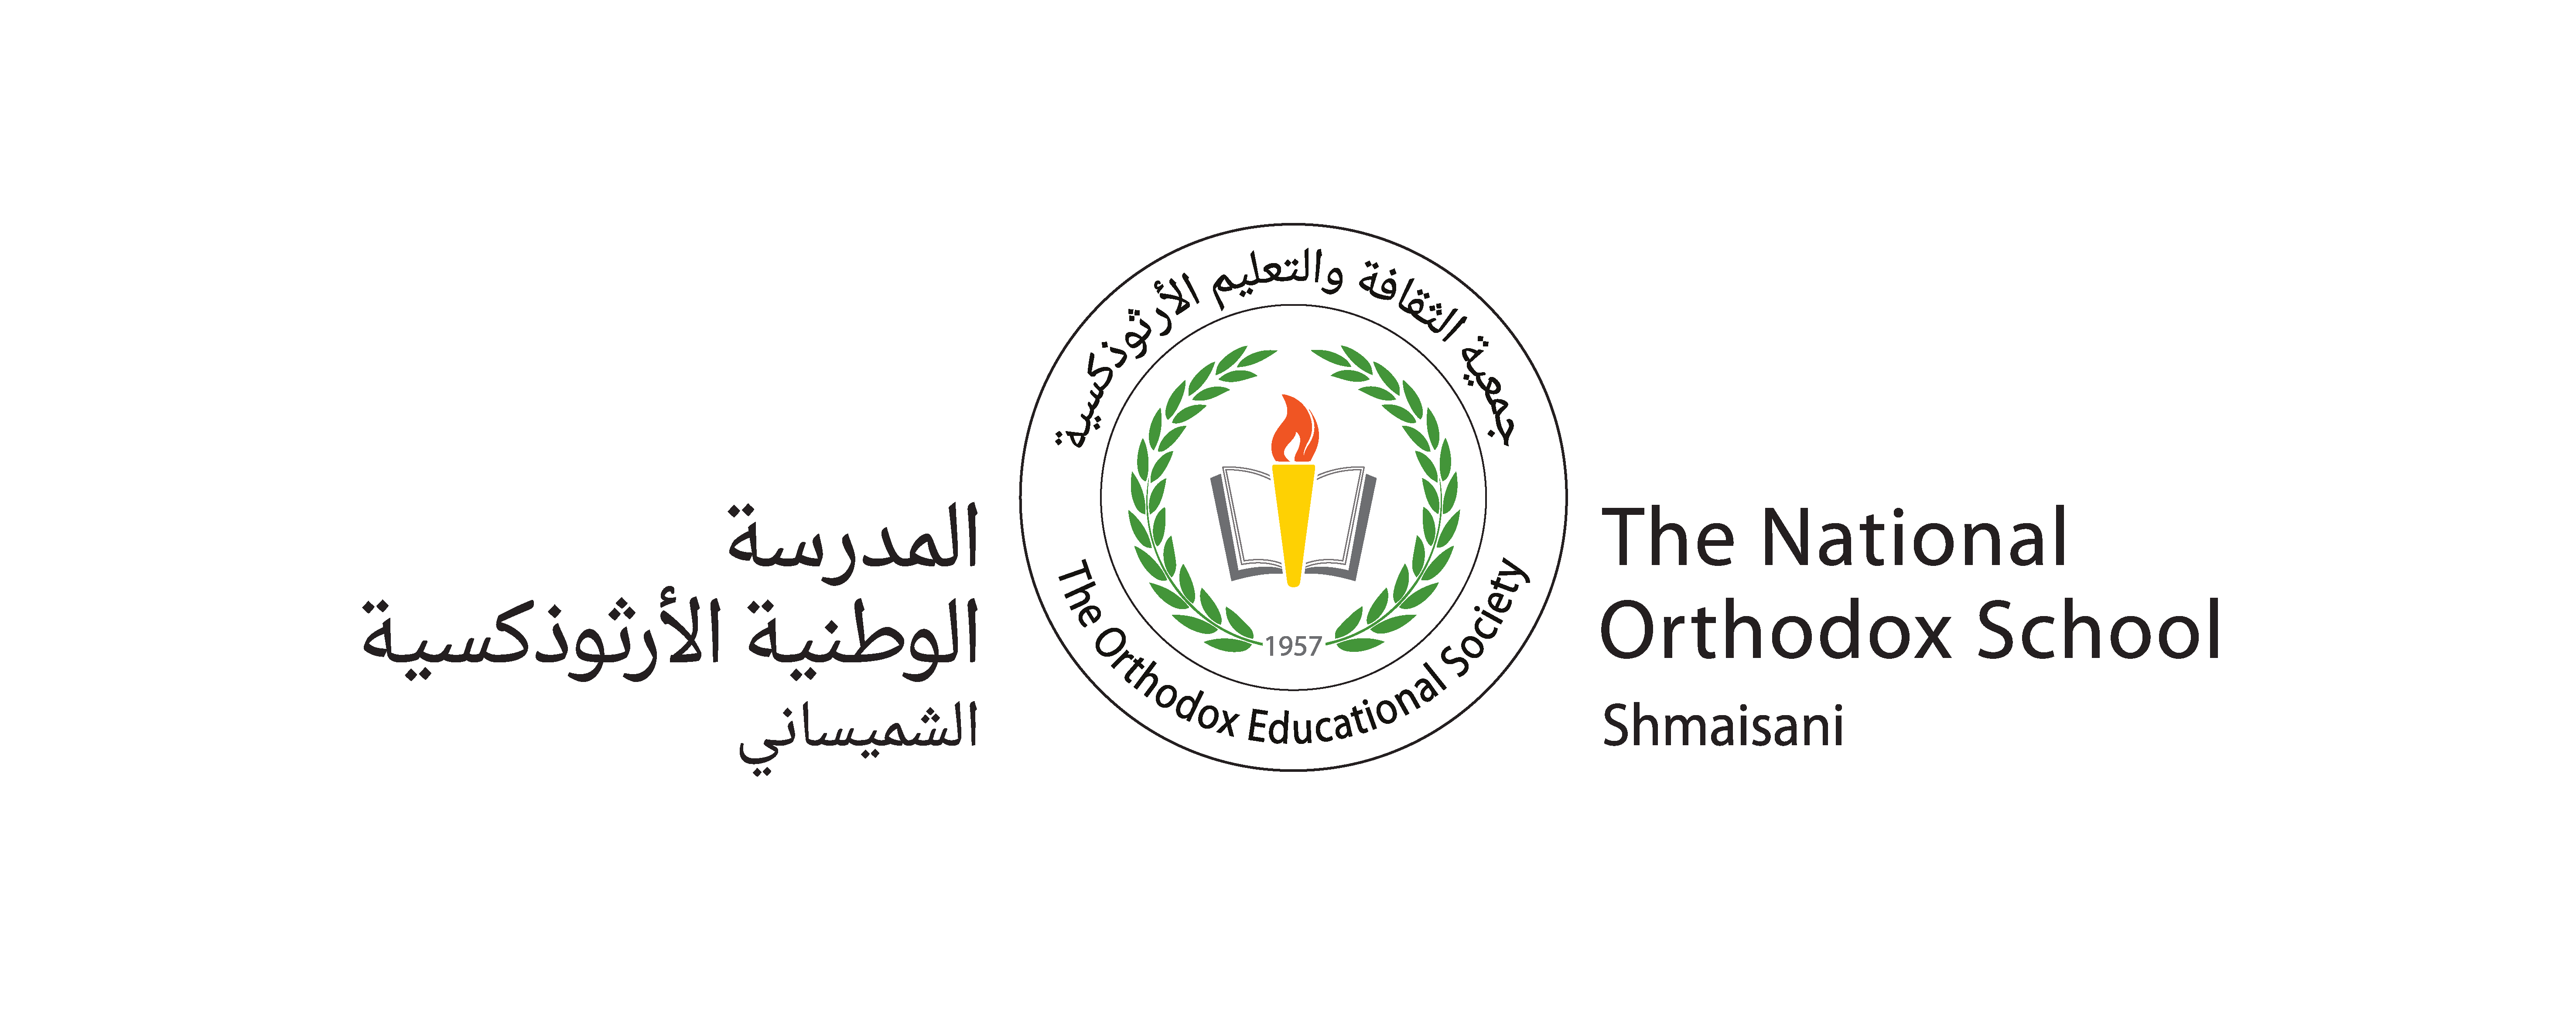 المدرسة
الوطنية الأرثوذكسية
الشميساني
جمعية الثقافة والتعليم الأرثوذكسية
1957
The Orthodox Educational Society
The National
Orthodox School
Shmaisani